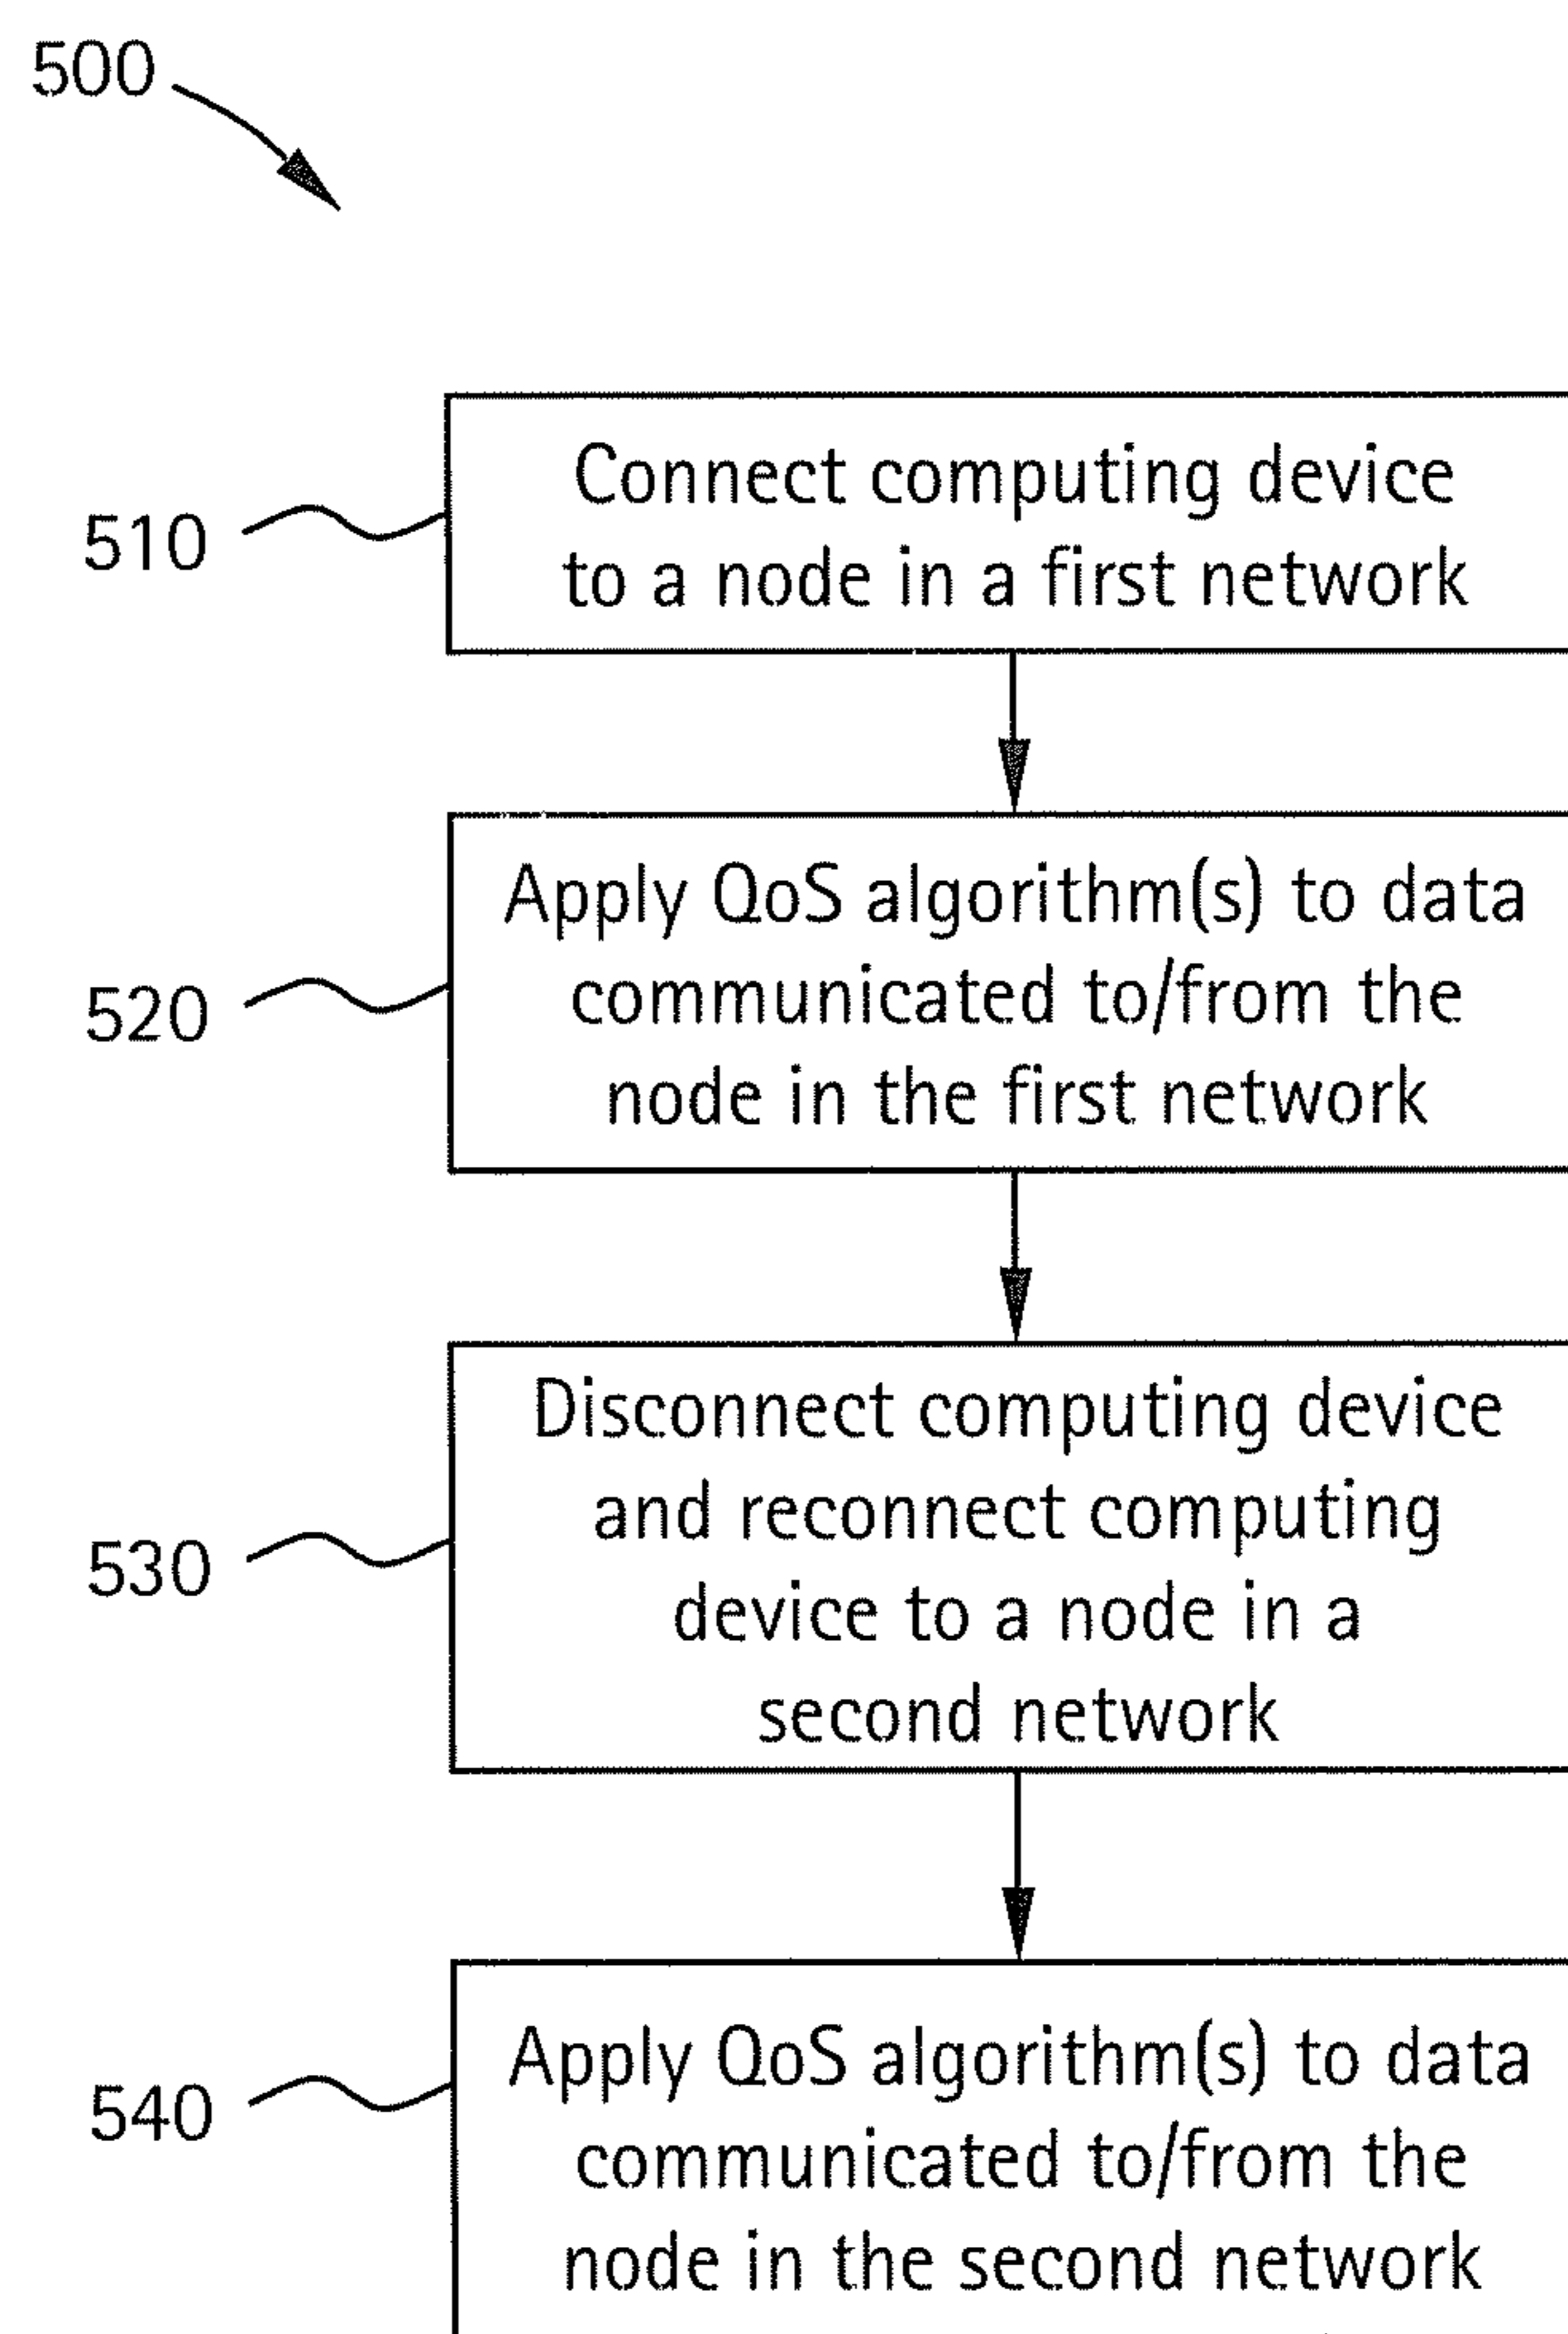 500
510
Connect computing device
to a node in a first network
520
Apply QoS algorithm(s) to data
communicated to/from the
node in the first network
530
Disconnect computing device
and reconnect computing
device to a node in a
second network
540
Apply QoS algorithm(s) to data
communicated to/from the
node in the second network